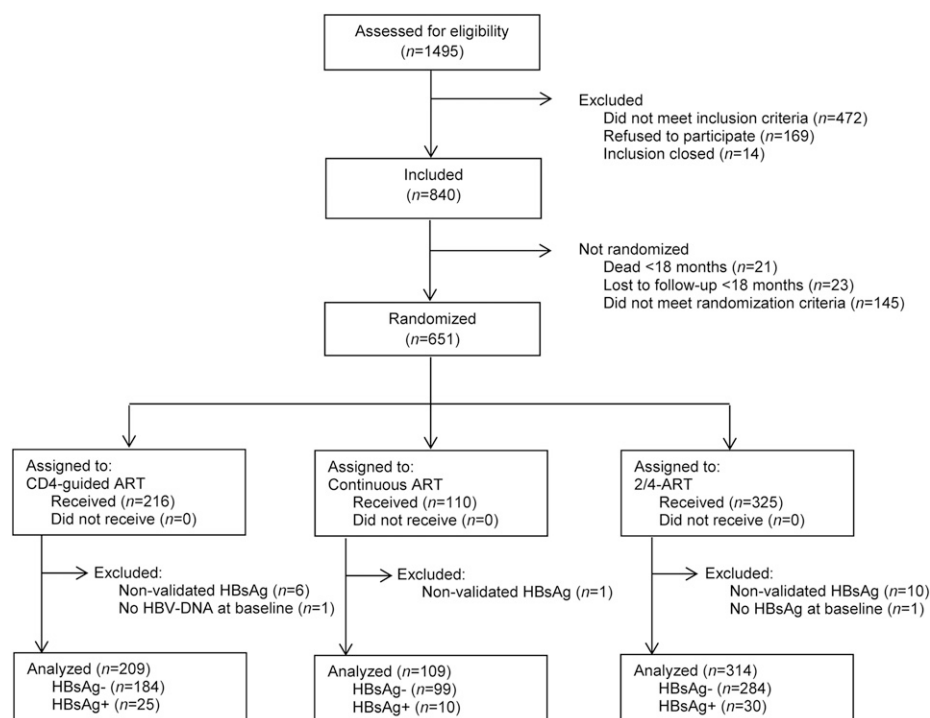 Assessed for eligibility
(n=1495)
Excluded
Did not meet inclusion criteria (n=472)
Refused to participate (n=169)
Inclusion closed (n=14)
Included
(n=840)
Not randomized
Dead <18 months (n=21)
Lost to follow-up <18 months (n=23)
Did not meet randomization criteria (n=145)
Randomized
(n=651)
Assigned to:
CD4-guided ART
Received (n=216)
Did not receive (n=0)
Assigned to:
Continuous ART
Received (n=110)
Did not receive (n=0)
Assigned to:
2/4-ART
Received (n=325)
Did not receive (n=0)
Excluded:
Non-validated HBsAg (n=6)
No HBV-DNA at baseline (n=1)
Excluded:
Non-validated HBsAg (n=1)
Excluded:
Non-validated HBsAg (n=10)
No HBsAg at baseline (n=1)
Analyzed (n=209)
HBsAg- (n=184)
HBsAg+ (n=25)
Analyzed (n=109)
HBsAg- (n=99)
HBsAg+ (n=10)
Analyzed (n=314)
HBsAg- (n=284)
HBsAg+ (n=30)